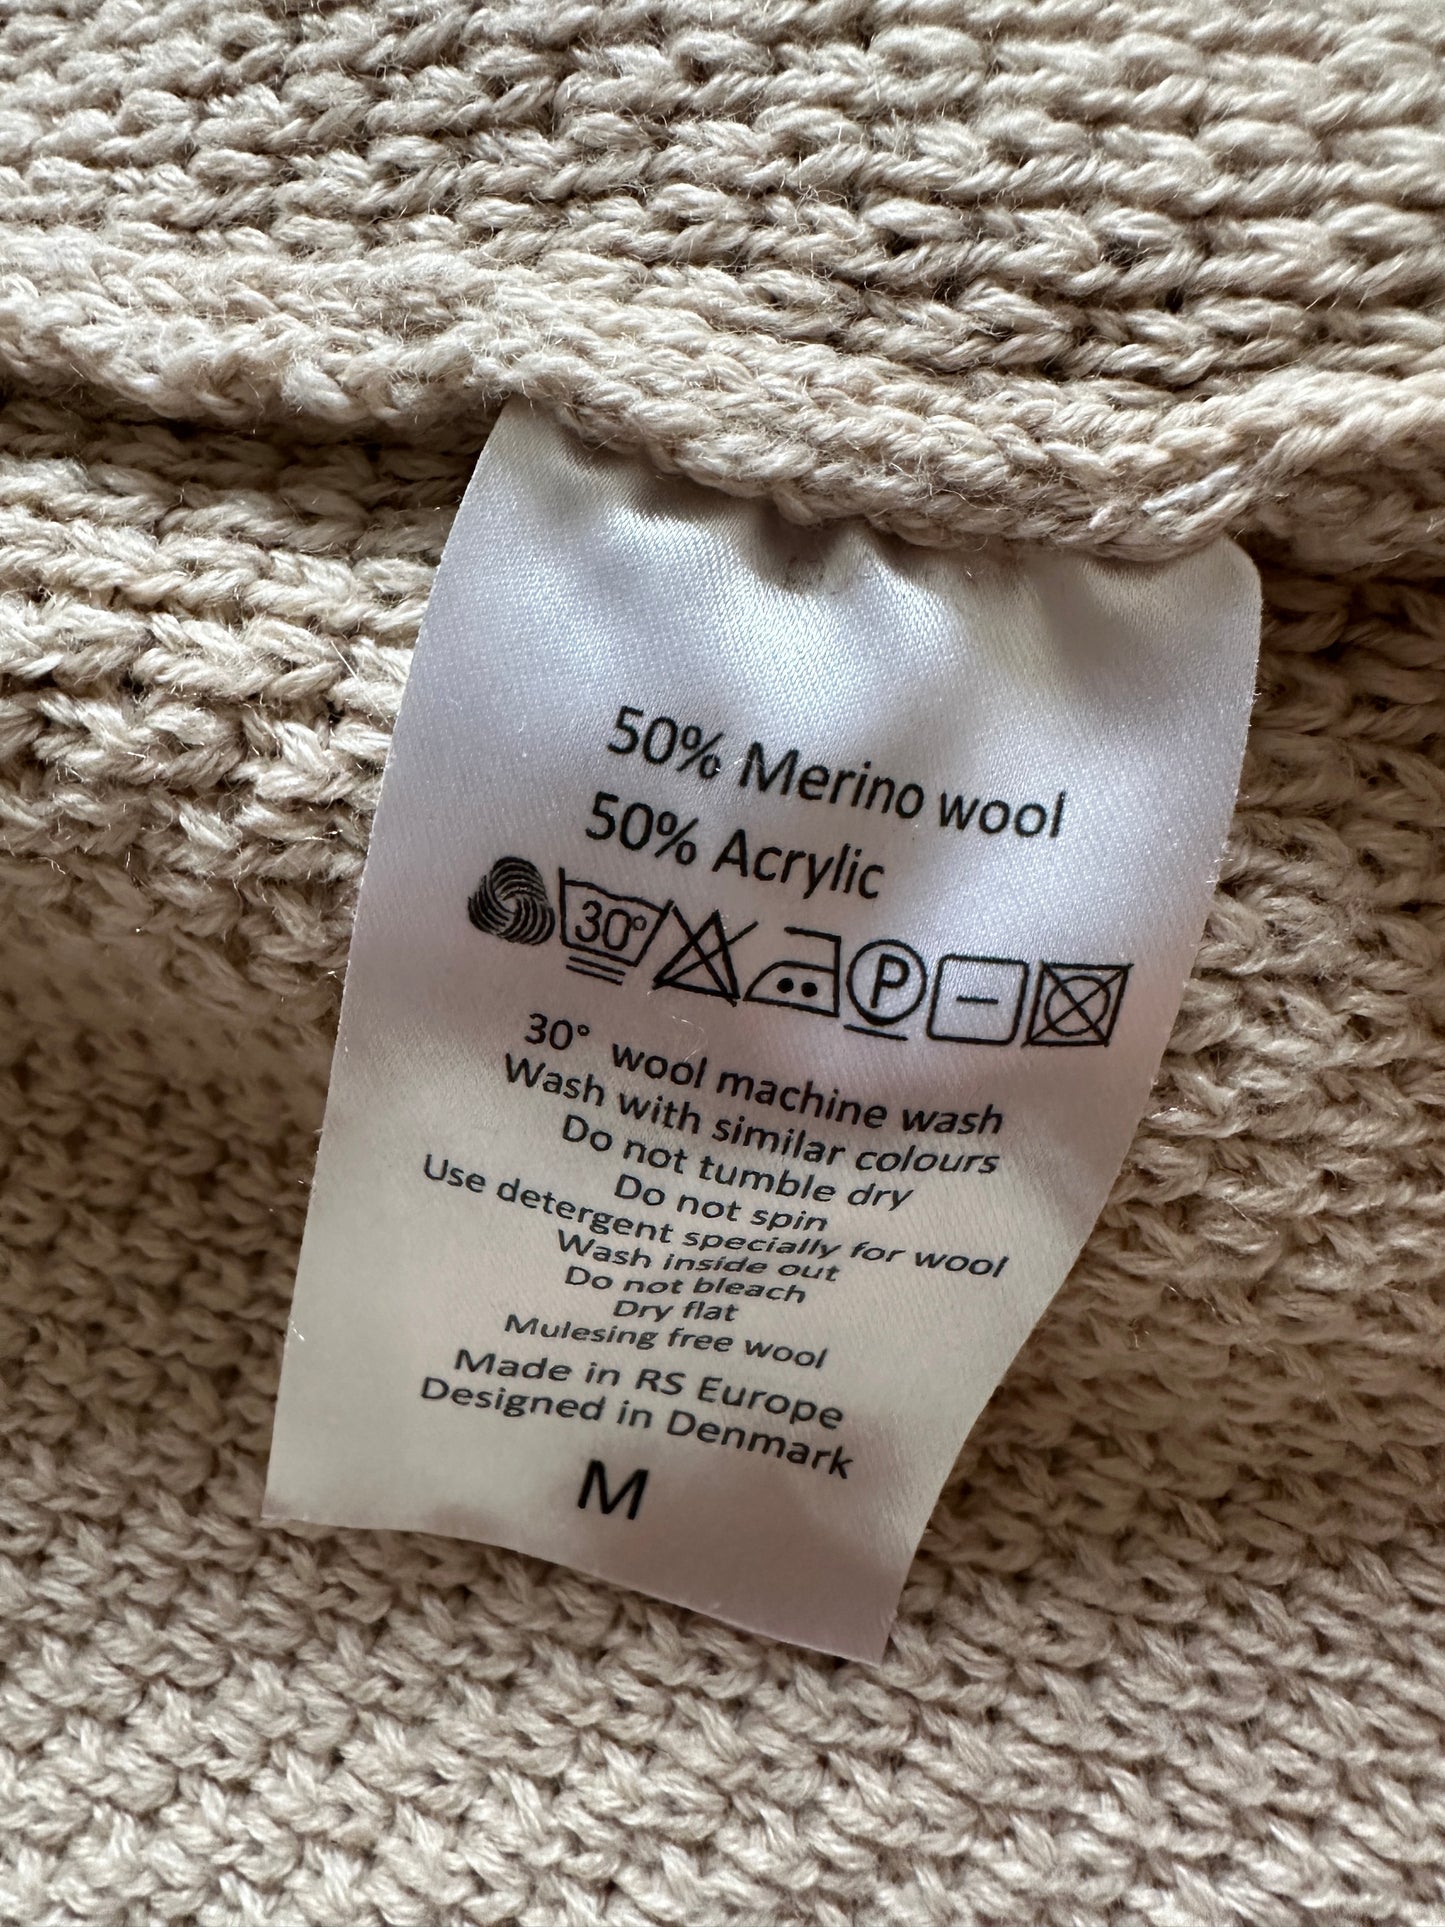 50% Merino wool
50% Acrylic
30° P
30° wool machine wash
Wash with similar colours
Do not tumble dry
Do not spin
Use detergent specially for wool
Wash inside out
Do not bleach
Dry flat
Mulesing free wool
Made in RS Europe
Designed in Denmark
M